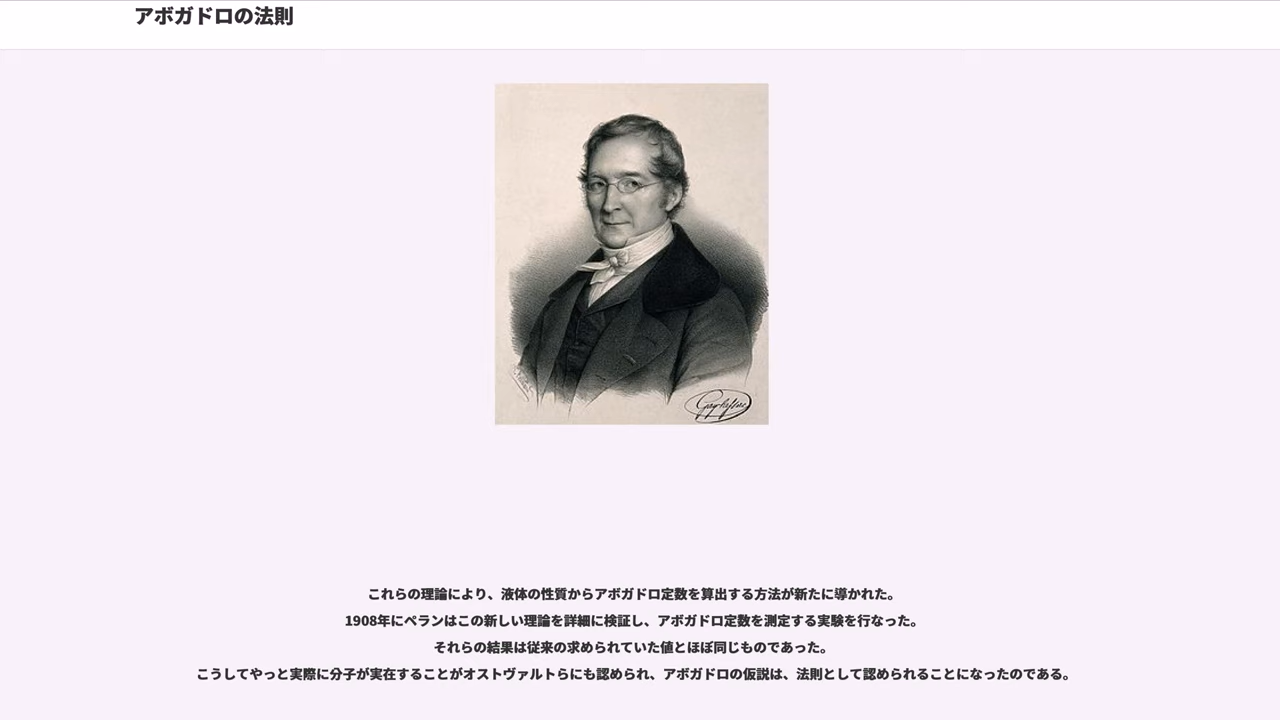 アボガドロの法則
Gay-Lussac
これらの理論により、液体の性質からアボガドロ定数を算出する方法が新たに導かれた。
1908年にペランはこの新しい理論を詳細に検証し、アボガドロ定数を測定する実験を行なった。
それらの結果は従来の求められていた値とほぼ同じものであった。
こうしてやっと実際に分子が実在することがオストヴァルトらにも認められ、アボガドロの仮説は、法則として認められることになったのである。